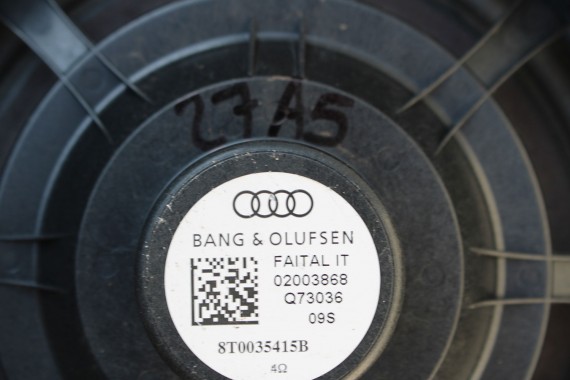 27A5
BANG & OLUFSEN
FAITAL IT
02003868
Q73036
09S
8T0035415B
4Ω